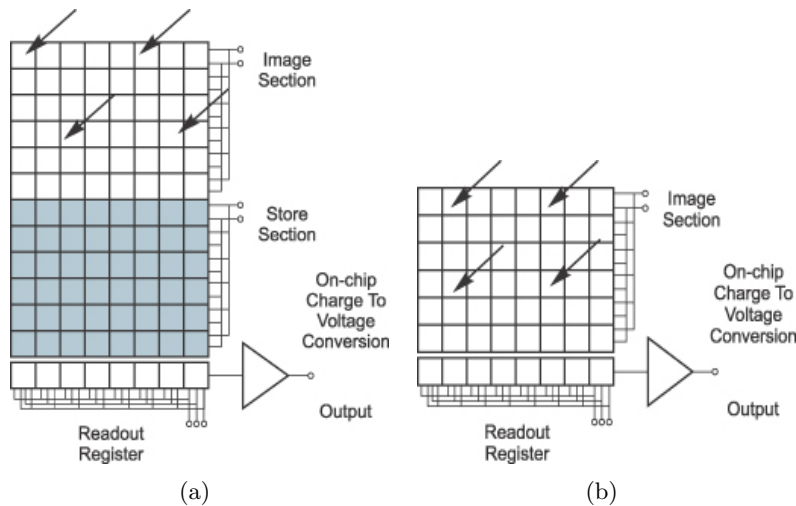 Image
Section
Store
Section
On-chip
Charge To
Voltage
Conversion
Output
Readout
Register
(a)
Image
Section
On-chip
Charge To
Voltage
Conversion
Output
Readout
Register
(b)